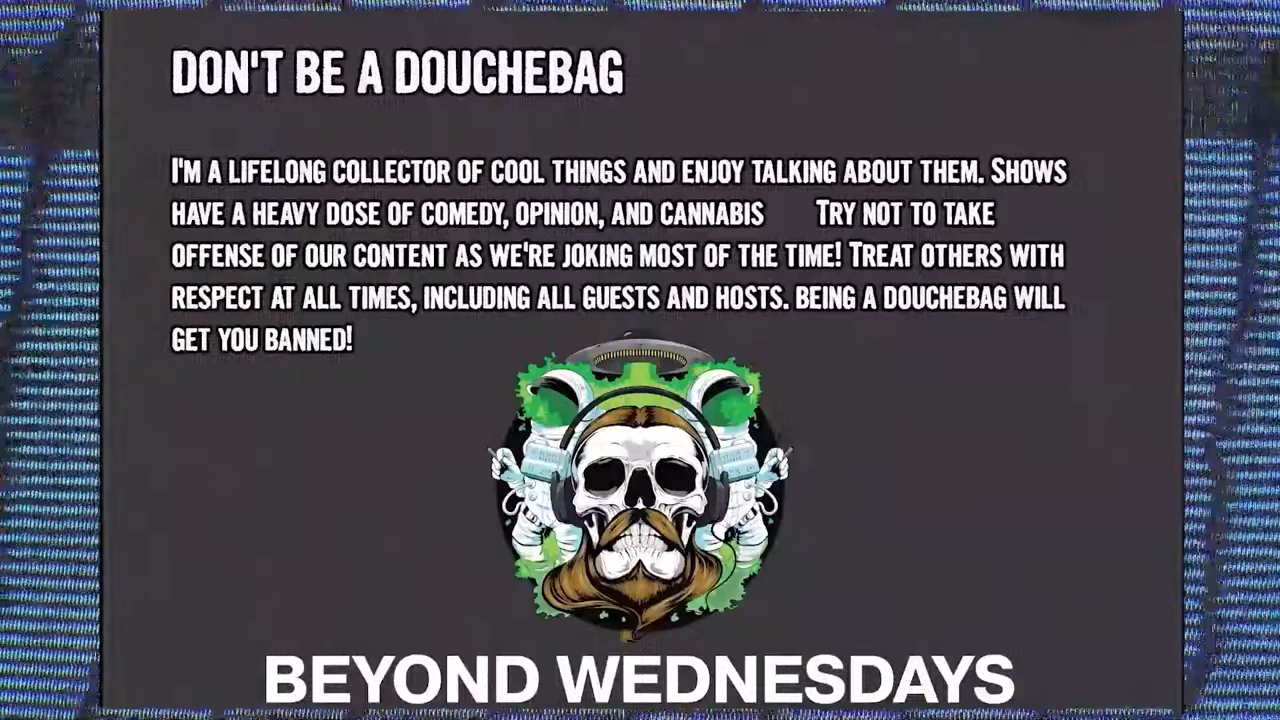 DON'T BE A DOUCHEBAG
I'M A LIFELONG COLLECTOR OF COOL THINGS AND ENJOY TALKING ABOUT THEM. SHOWS
HAVE A HEAVY DOSE OF COMEDY, OPINION, AND CANNABIS TRY NOT TO TAKE
OFFENSE OF OUR CONTENT AS WE'RE JOKING MOST OF THE TIME! TREAT OTHERS WITH
RESPECT AT ALL TIMES, INCLUDING ALL GUESTS AND HOSTS. BEING A DOUCHEBAG WILL
GET YOU BANNED!
BEYOND WEDNESDAYS